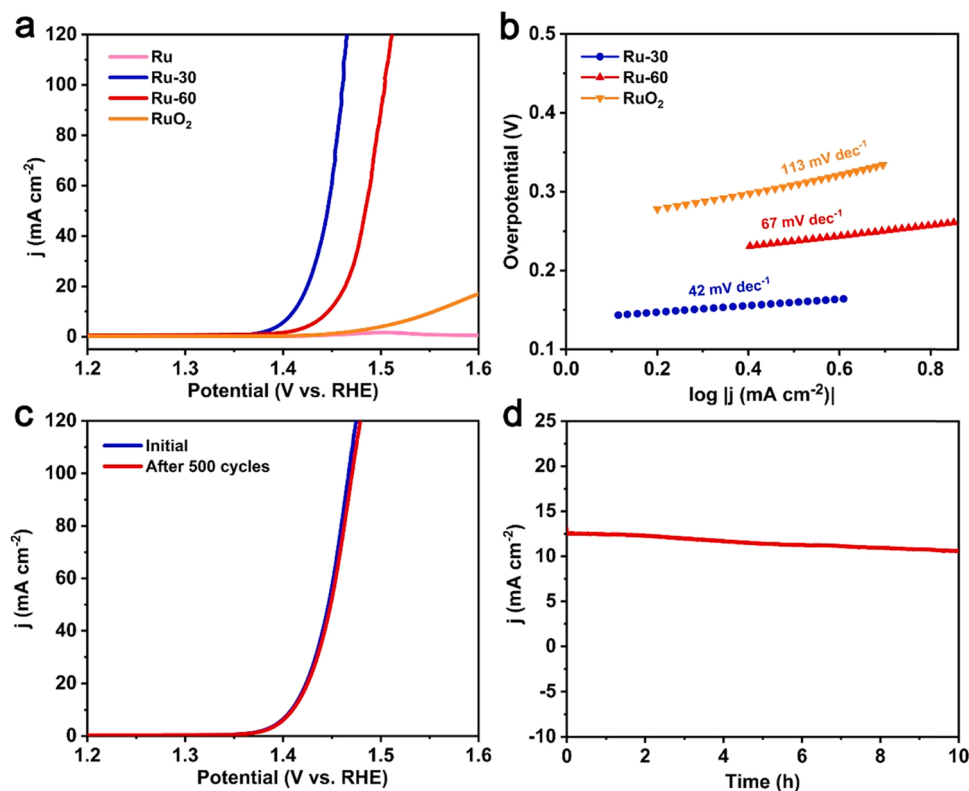 a
120
100
80
60
40
20
0
j (mA cm⁻²)
Ru
Ru-30
Ru-60
RuO₂
1.2
1.3
1.4
1.5
1.6
Potential (V vs. RHE)
b
0.5
0.4
0.3
0.2
0.1
Overpotential (V)
Ru-30
Ru-60
RuO₂
113 mV dec⁻¹
67 mV dec⁻¹
42 mV dec⁻¹
0.0
0.2
0.4
0.6
0.8
log |j (mA cm⁻²)|
c
120
100
80
60
40
20
0
j (mA cm⁻²)
Initial
After 500 cycles
1.2
1.3
1.4
1.5
1.6
Potential (V vs. RHE)
d
25
20
15
10
5
0
-5
-10
j (mA cm⁻²)
0
2
4
6
8
10
Time (h)